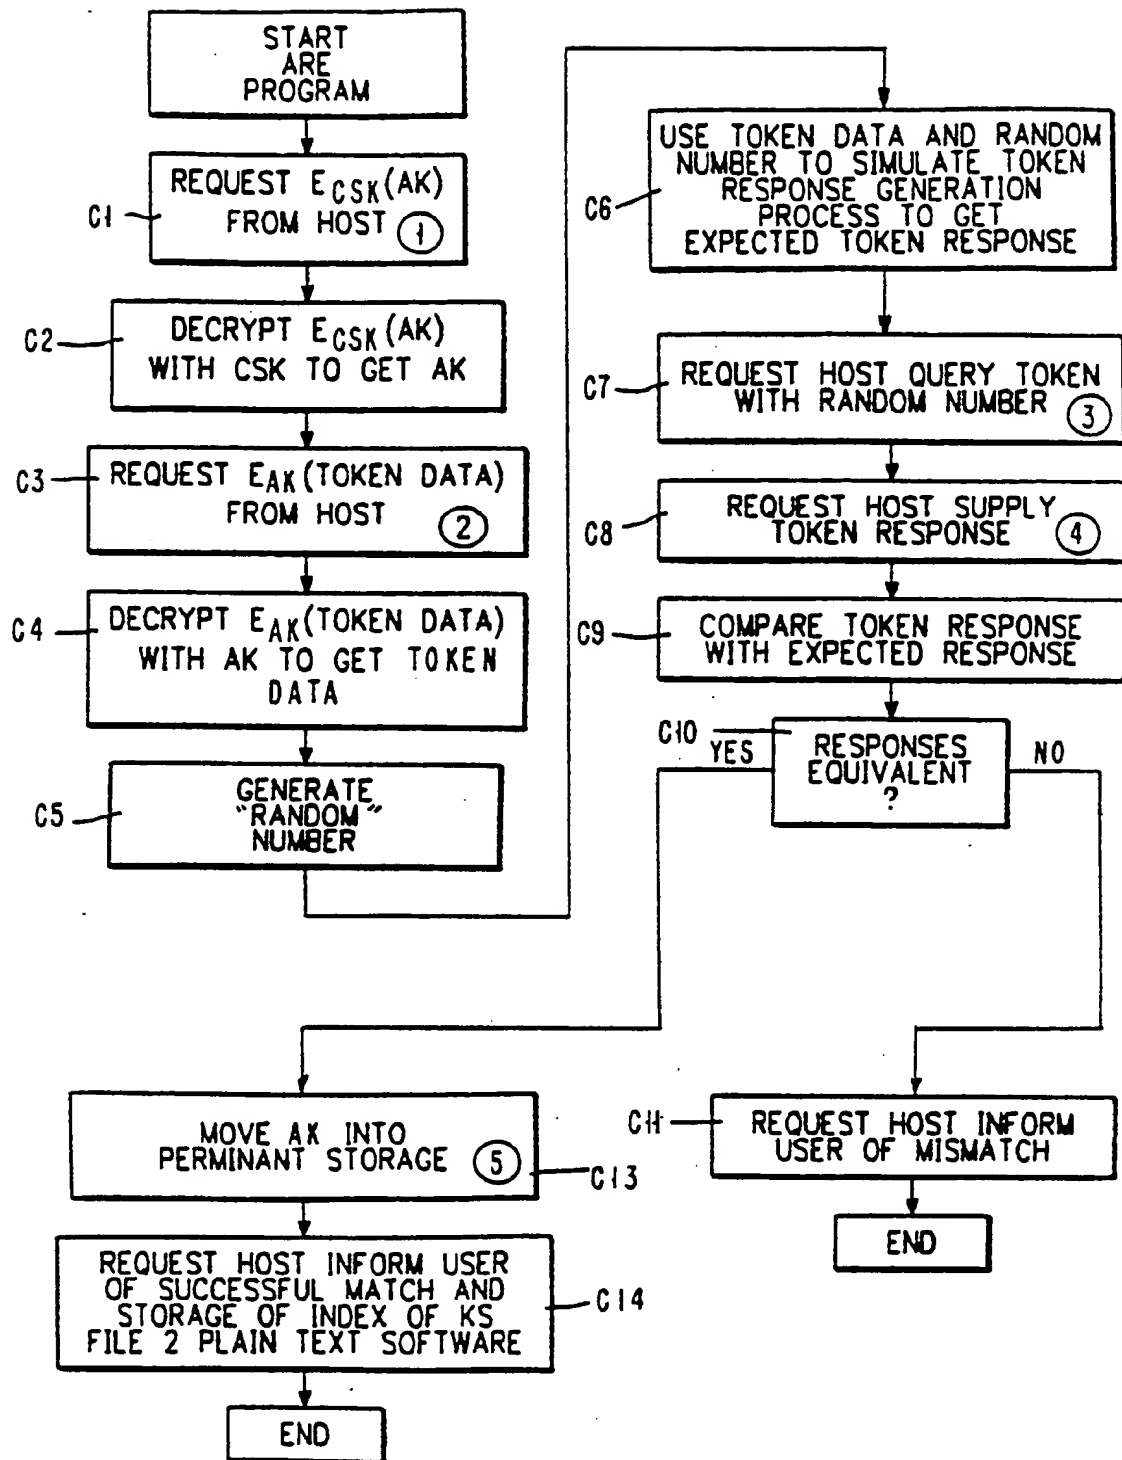 START
ARE
PROGRAM
C1
REQUEST ECSK(AK)
FROM HOST 1
C2
DECRYPT ECSK(AK)
WITH CSK TO GET AK
C3
REQUEST EAK(TOKEN DATA)
FROM HOST 2
C4
DECRYPT EAK(TOKEN DATA)
WITH AK TO GET TOKEN
DATA
C5
GENERATE
"RANDOM"
NUMBER
C6
USE TOKEN DATA AND RANDOM
NUMBER TO SIMULATE TOKEN
RESPONSE GENERATION
PROCESS TO GET
EXPECTED TOKEN RESPONSE
C7
REQUEST HOST QUERY TOKEN
WITH RANDOM NUMBER 3
C8
REQUEST HOST SUPPLY
TOKEN RESPONSE 4
C9
COMPARE TOKEN RESPONSE
WITH EXPECTED RESPONSE
C10
YES
RESPONSES
EQUIVALENT
?
NO
MOVE AK INTO
PERMINANT STORAGE 5
C13
REQUEST HOST INFORM USER
OF SUCCESSFUL MATCH AND
STORAGE OF INDEX OF KS
FILE 2 PLAIN TEXT SOFTWARE
C14
END
C11
REQUEST HOST INFORM
USER OF MISMATCH
END